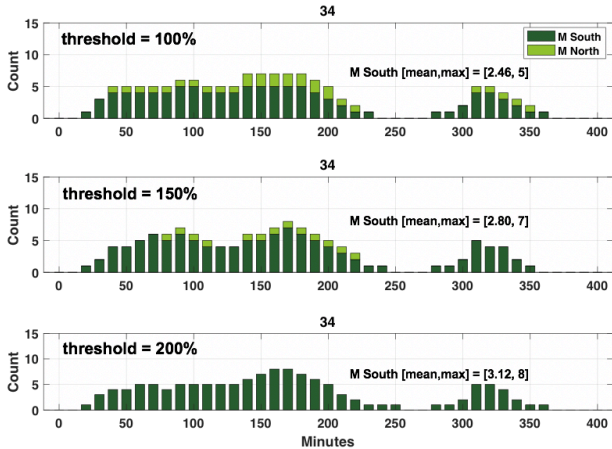 34
threshold = 100%
M South
M North
M South [mean,max] = [2.46, 5]
Count
15
10
5
0
0 50 100 150 200 250 300 350 400
34
threshold = 150%
M South [mean,max] = [2.80, 7]
Count
15
10
5
0
0 50 100 150 200 250 300 350 400
34
threshold = 200%
M South [mean,max] = [3.12, 8]
Count
15
10
5
0
0 50 100 150 200 250 300 350 400
Minutes